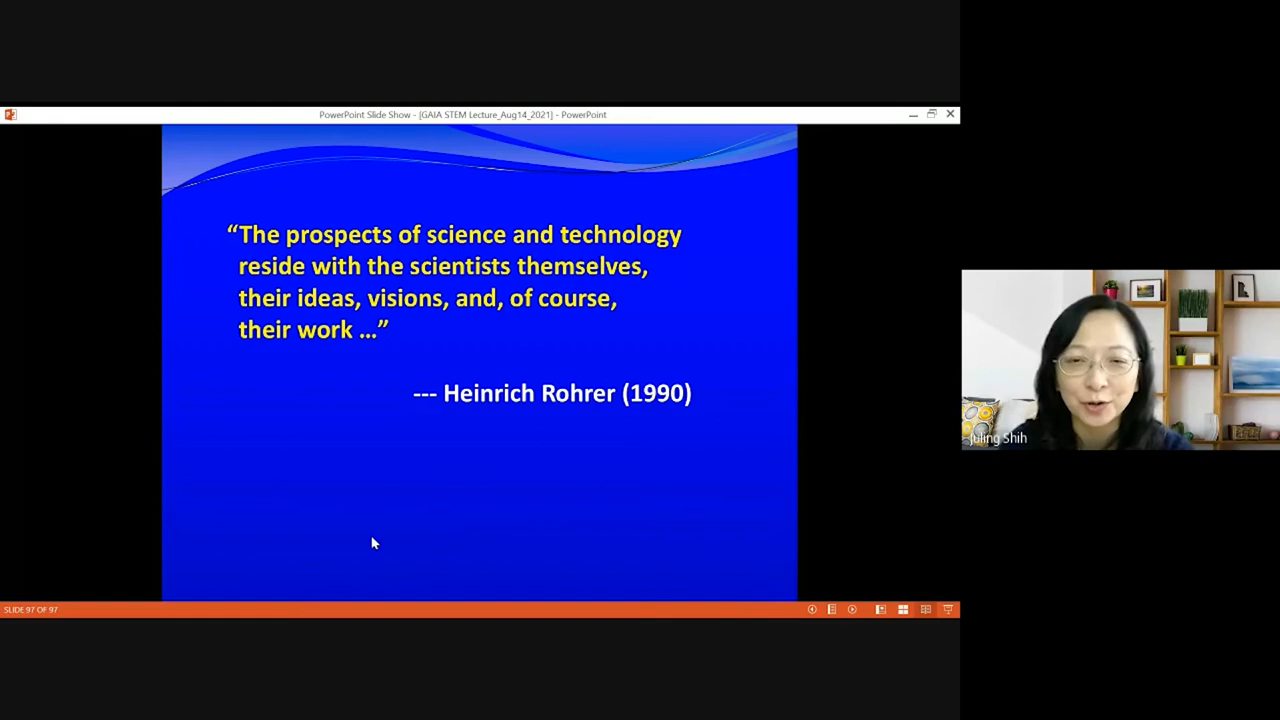 PowerPoint Slide Show - [GAIA STEM Lecture_Aug14_2021] - PowerPoint
“The prospects of science and technology
reside with the scientists themselves,
their ideas, visions, and, of course,
their work ...”
--- Heinrich Rohrer (1990)
Juling Shih
SLIDE 97 OF 97